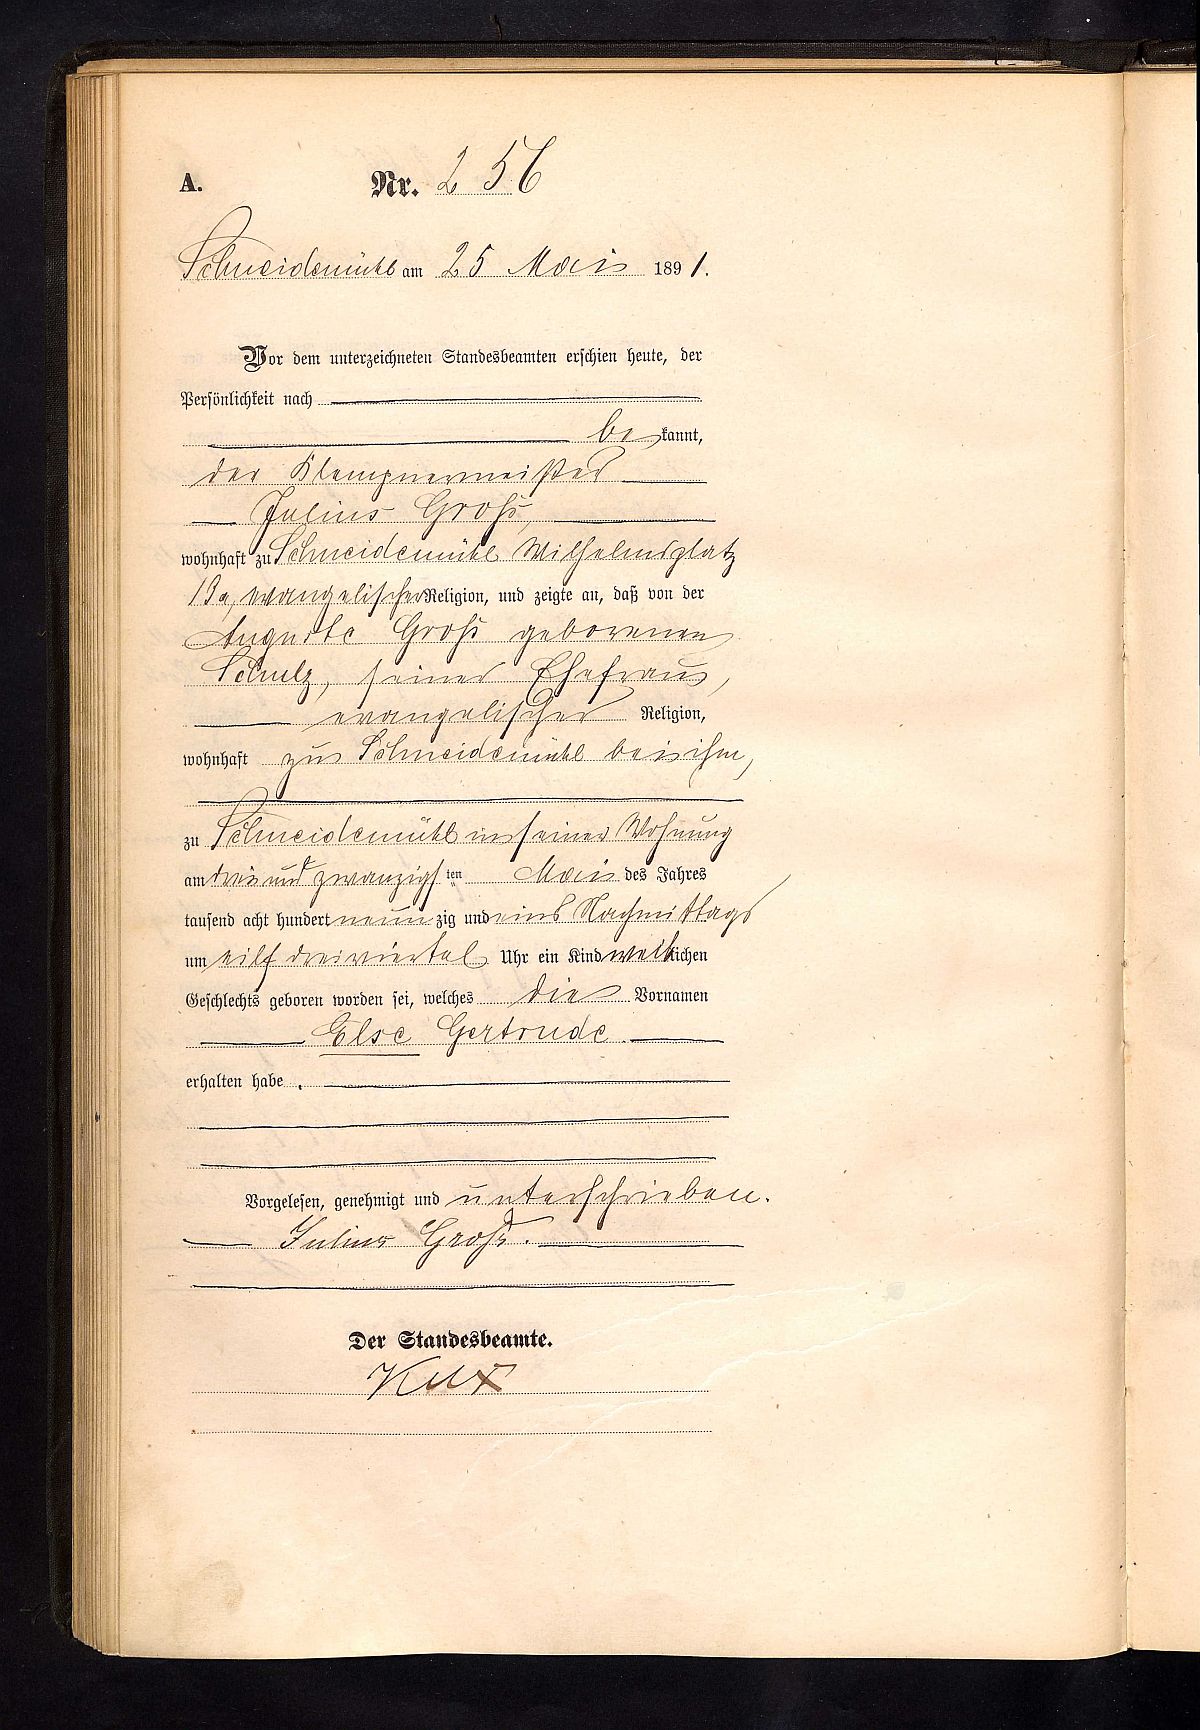 A. Nr. 256
Schneidemühl am 25 Mai 1891.
Vor dem unterzeichneten Standesbeamten erschien heute, der
Persönlichkeit nach
bekannt,
der Klempnermeister
Julius Groß,
wohnhaft zu Schneidemühl Wilhelmsplatz
13a, evangelischer Religion, und zeigte an, daß von der
Auguste Groß geborenen
Schulz, seiner Ehefrau,
evangelischer Religion,
wohnhaft zu Schneidemühl bei ihm,
zu Schneidemühl in seiner Wohnung
am drei und zwanzigsten Mai des Jahres
tausend acht hundert neunzig und eins Nachmittags
um eilf dreiviertel Uhr ein Kind weiblichen
Geschlechts geboren worden sei, welches die Vornamen
Else Gertrude
erhalten habe.
Vorgelesen, genehmigt und unterschrieben.
Julius Groß.
Der Standesbeamte.